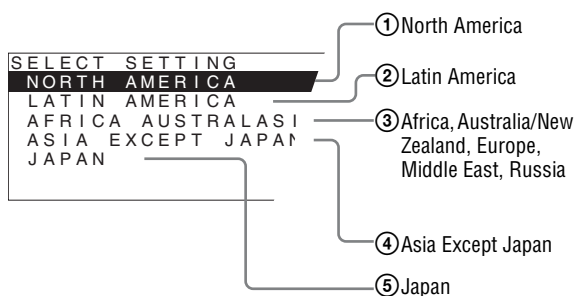 SELECT SETTING
NORTH AMERICA
LATIN AMERICA
AFRICA AUSTRALASI
ASIA EXCEPT JAPAN
JAPAN
①North America
②Latin America
③Africa, Australia/New
Zealand, Europe,
Middle East, Russia
④Asia Except Japan
⑤Japan